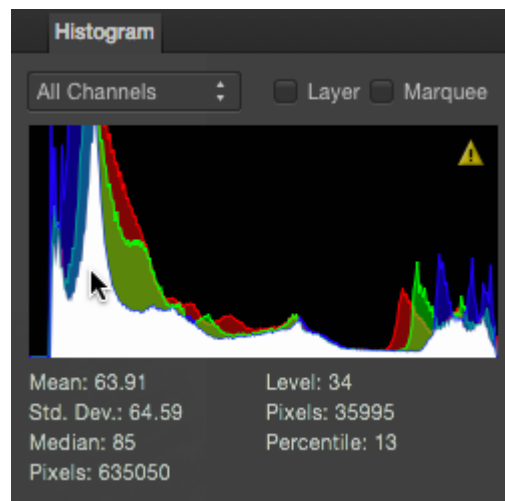 Histogram
All Channels Layer Marquee
Mean: 63.91 Level: 34
Std. Dev.: 64.59 Pixels: 35995
Median: 85 Percentile: 13
Pixels: 635050